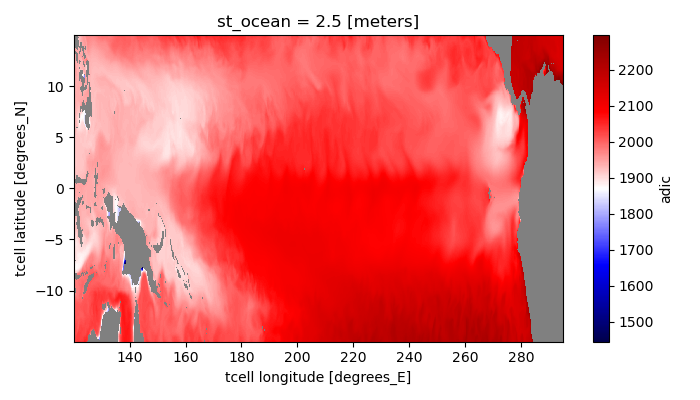 st_ocean = 2.5 [meters]
10
5
0
−5
−10
tcell latitude [degrees_N]
140 160 180 200 220 240 260 280
tcell longitude [degrees_E]
2200
2100
2000
1900
1800
1700
1600
1500
adic